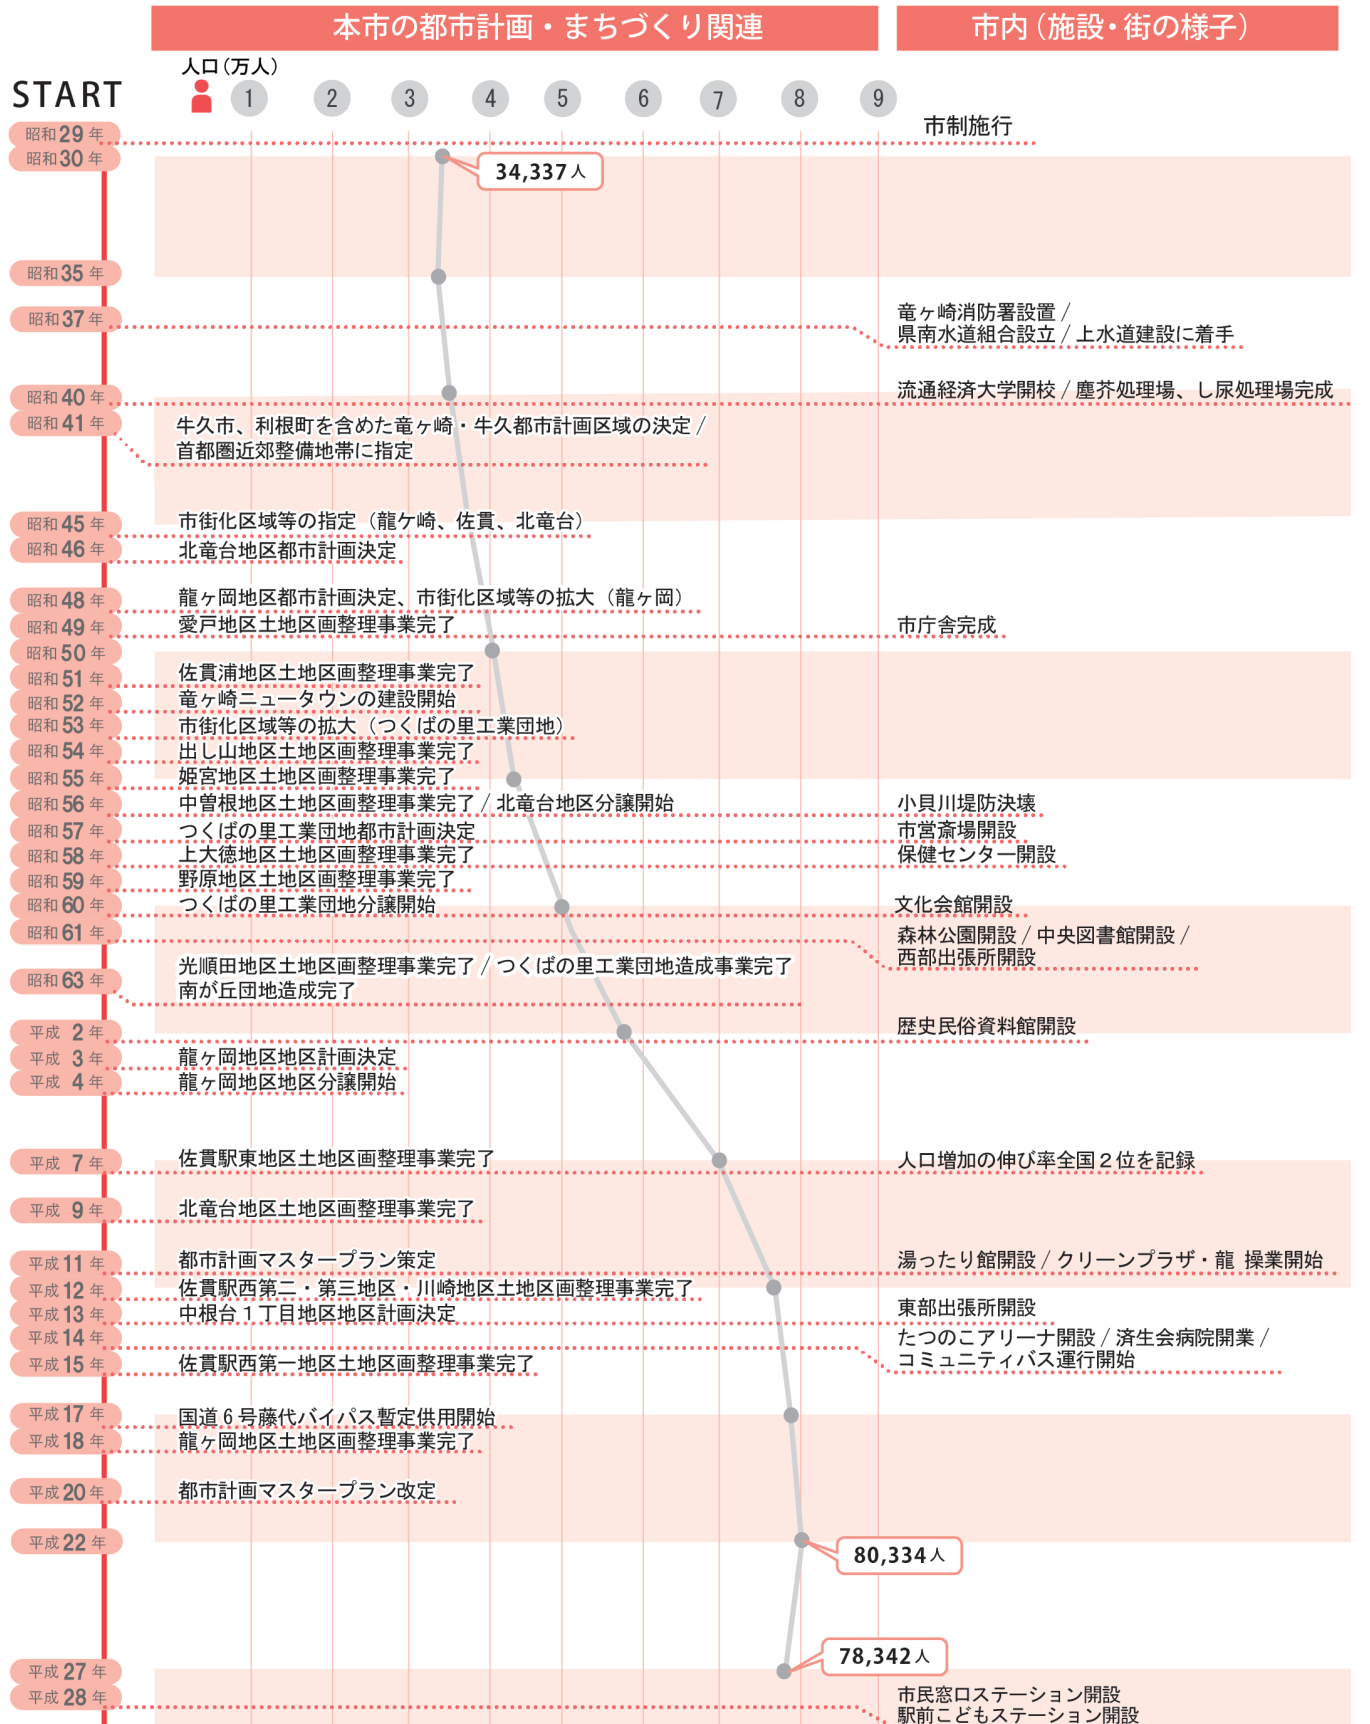 本市の都市計画・まちづくり関連
市内（施設・街の様子）
人口（万人）
START
1 2 3 4 5 6 7 8 9
昭和29年 市制施行
昭和30年
34,337人
昭和35年
昭和37年
竜ヶ崎消防署設置 /
県南水道組合設立 / 上水道建設に着手
昭和40年 流通経済大学開校 / 塵芥処理場、し尿処理場完成
昭和41年
牛久市、利根町を含めた竜ヶ崎・牛久都市計画区域の決定 /
首都圏近郊整備地帯に指定
昭和45年 市街化区域等の指定（龍ケ崎、佐貫、北竜台）
昭和46年 北竜台地区都市計画決定
昭和48年 龍ヶ岡地区都市計画決定、市街化区域等の拡大（龍ヶ岡）
昭和49年 愛戸地区土地区画整理事業完了 市庁舎完成
昭和50年
昭和51年 佐貫浦地区土地区画整理事業完了
昭和52年 竜ヶ崎ニュータウンの建設開始
昭和53年 市街化区域等の拡大（つくばの里工業団地）
昭和54年 出し山地区土地区画整理事業完了
昭和55年 姫宮地区土地区画整理事業完了
昭和56年 中曽根地区土地区画整理事業完了 / 北竜台地区分譲開始 小貝川堤防決壊
昭和57年 つくばの里工業団地都市計画決定 市営斎場開設
昭和58年 上大徳地区土地区画整理事業完了 保健センター開設
昭和59年 野原地区土地区画整理事業完了
昭和60年 つくばの里工業団地分譲開始 文化会館開設
昭和61年
森林公園開設 / 中央図書館開設 /
西部出張所開設
昭和63年
光順田地区土地区画整理事業完了 / つくばの里工業団地造成事業完了
南が丘団地造成完了
平成2年 歴史民俗資料館開設
平成3年 龍ヶ岡地区地区計画決定
平成4年 龍ヶ岡地区地区分譲開始
平成7年 佐貫駅東地区土地区画整理事業完了 人口増加の伸び率全国２位を記録
平成9年 北竜台地区土地区画整理事業完了
平成11年 都市計画マスタープラン策定 湯ったり館開設 / クリーンプラザ・龍 操業開始
平成12年 佐貫駅西第二・第三地区・川崎地区土地区画整理事業完了
平成13年 中根台１丁目地区地区計画決定 東部出張所開設
平成14年
たつのこアリーナ開設 / 済生会病院開業 /
コミュニティバス運行開始
平成15年 佐貫駅西第一地区土地区画整理事業完了
平成17年 国道６号藤代バイパス暫定供用開始
平成18年 龍ヶ岡地区土地区画整理事業完了
平成20年 都市計画マスタープラン改定
平成22年
80,334人
78,342人
平成27年
平成28年
市民窓口ステーション開設
駅前こどもステーション開設